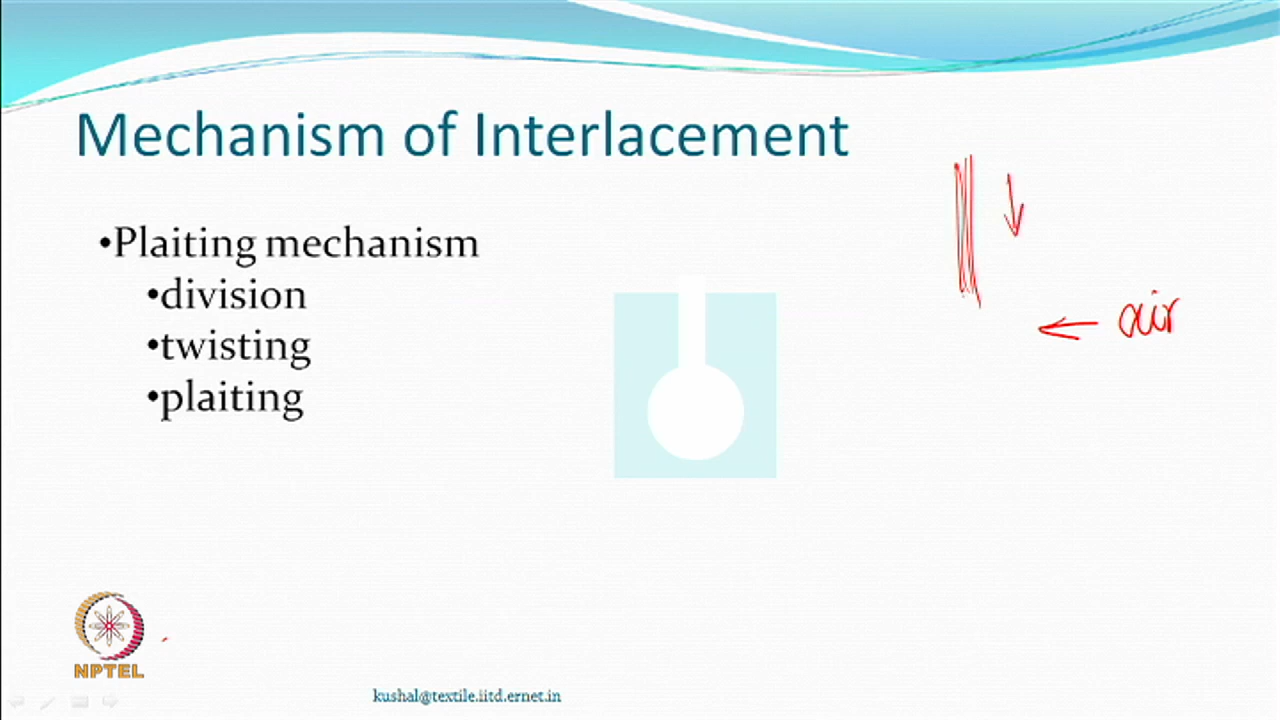 Mechanism of Interlacement
•Plaiting mechanism
•division
•twisting
•plaiting
← air
NPTEL
kushal@textile.iitd.ernet.in